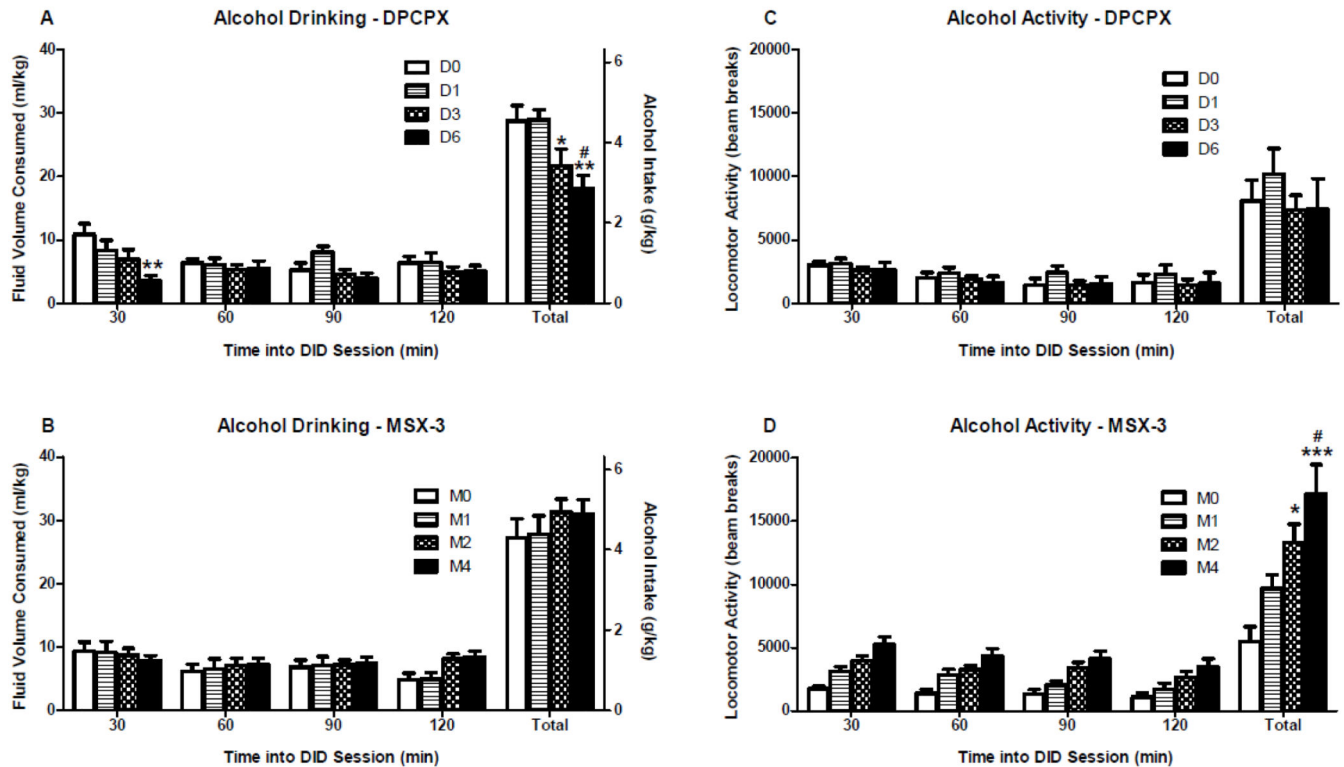 A
Alcohol Drinking - DPCPX
Fluid Volume Consumed (ml/kg)
40
30
20
10
0
D0
D1
D3
D6
**
*
#
**
6
4
2
0
Alcohol Intake (g/kg)
30 60 90 120 Total
Time into DID Session (min)
C
Alcohol Activity - DPCPX
Locomotor Activity (beam breaks)
20000
15000
10000
5000
0
D0
D1
D3
D6
30 60 90 120 Total
Time into DID Session (min)
B
Alcohol Drinking - MSX-3
Fluid Volume Consumed (ml/kg)
40
30
20
10
0
M0
M1
M2
M4
6
4
2
0
Alcohol Intake (g/kg)
30 60 90 120 Total
Time into DID Session (min)
D
Alcohol Activity - MSX-3
Locomotor Activity (beam breaks)
20000
15000
10000
5000
0
M0
M1
M2
M4
*
#
***
30 60 90 120 Total
Time into DID Session (min)